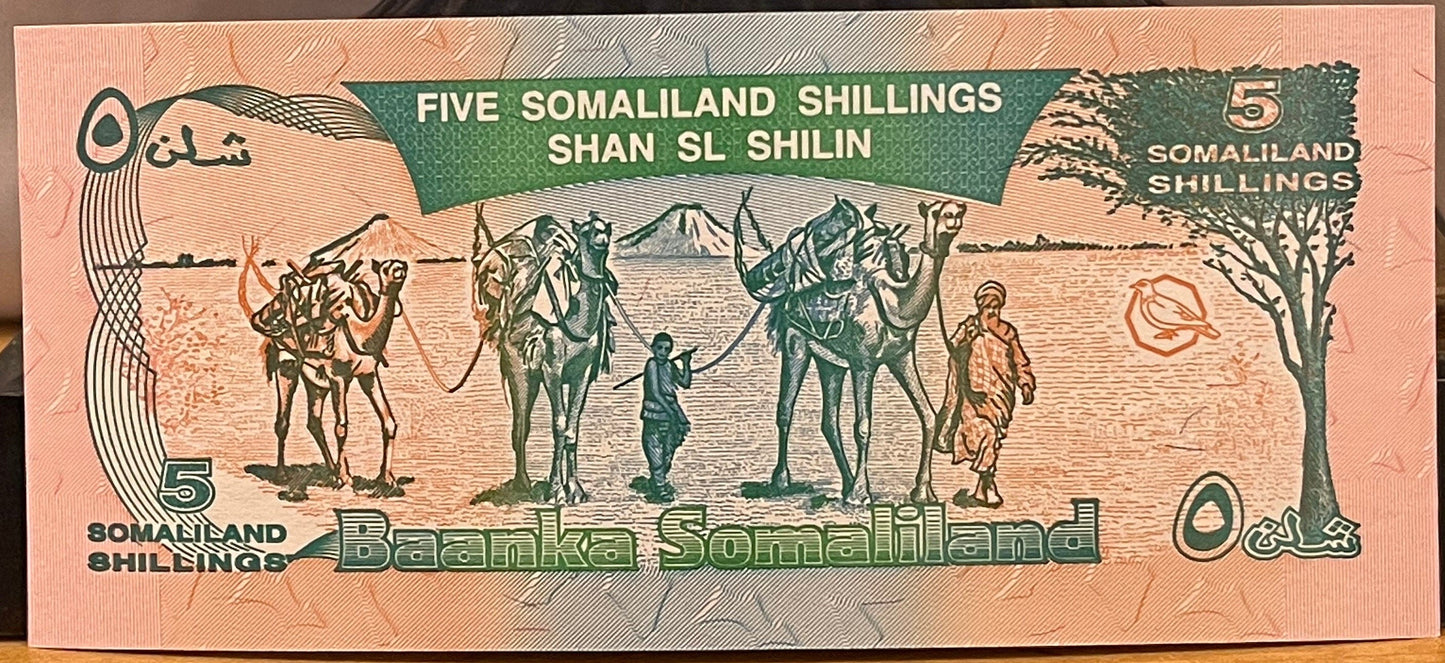 FIVE SOMALILAND SHILLINGS
SHAN SL SHILIN
٥ شلن
5
SOMALILAND
SHILLINGS
5
SOMALILAND
SHILLINGS
Baanka Somaliland
٥ شلن